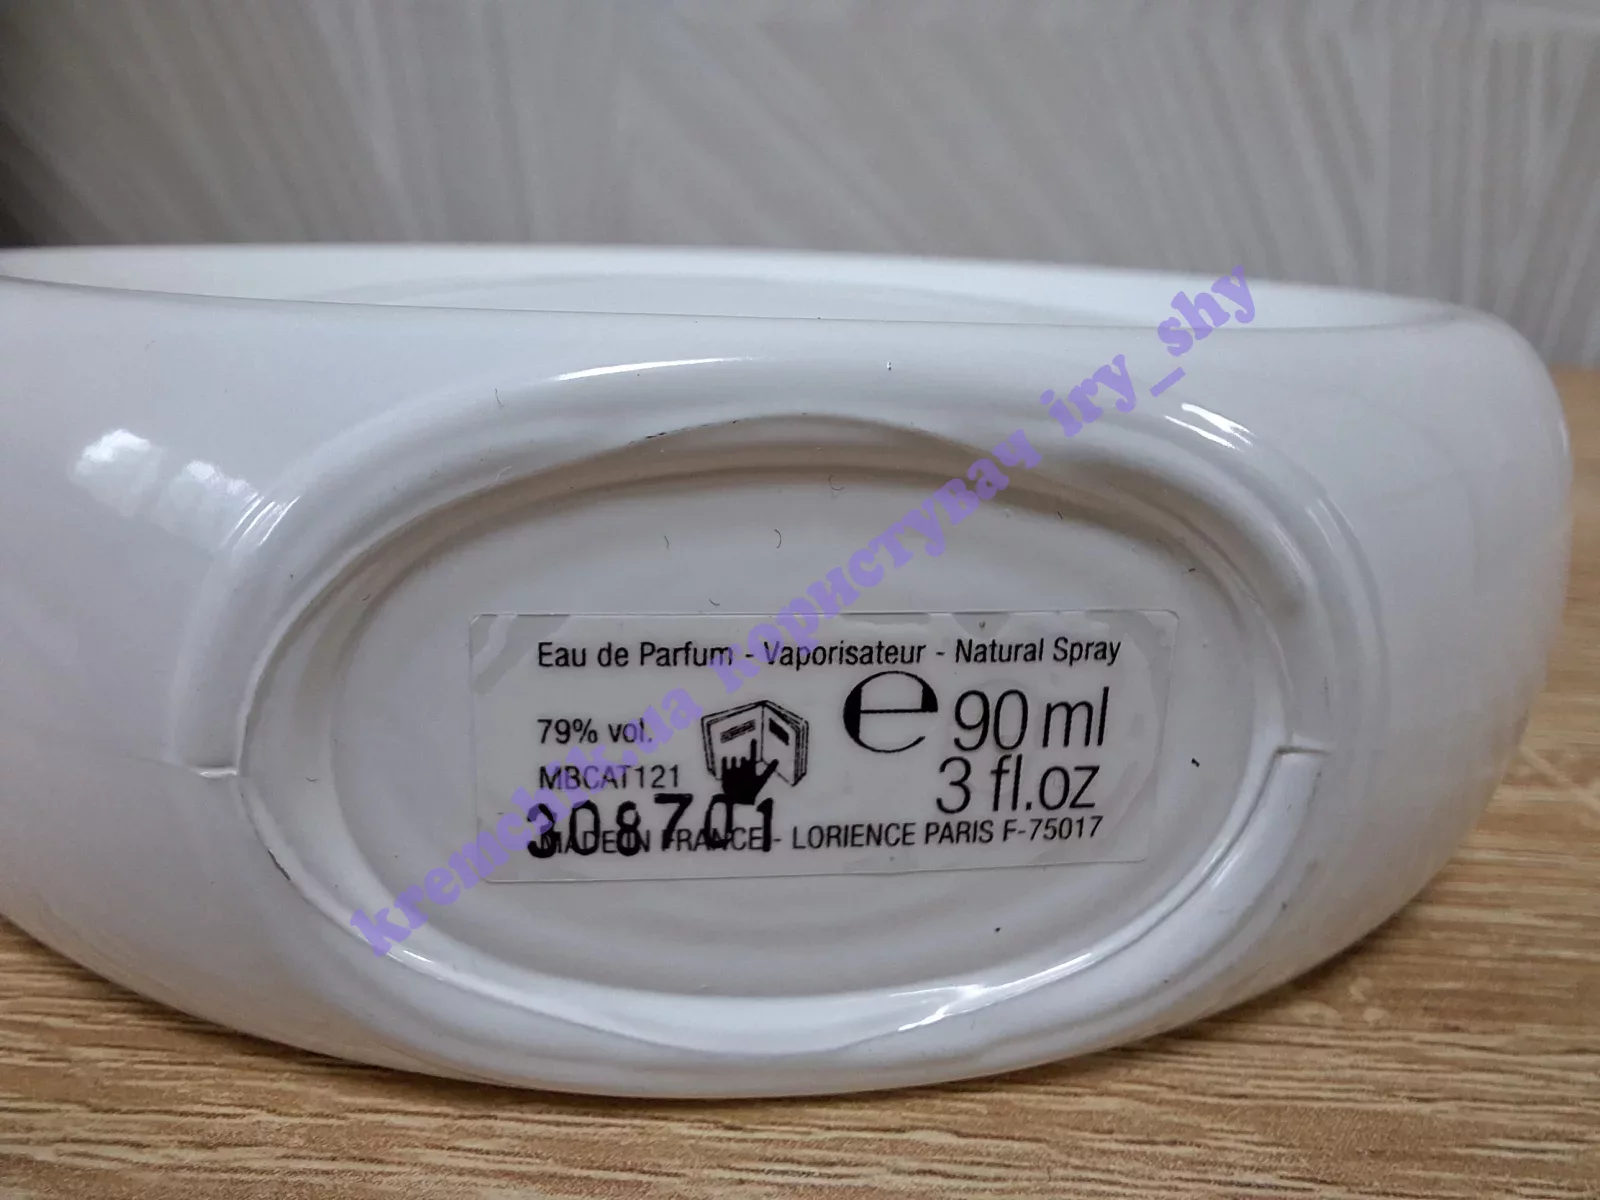 Eau de Parfum - Vaporisateur - Natural Spray
79% vol.
e 90 ml
MBCAT121
3 fl.oz
308701
MADE IN FRANCE - LORIENCE PARIS F-75017
kremchik.ua користувач iry_shy